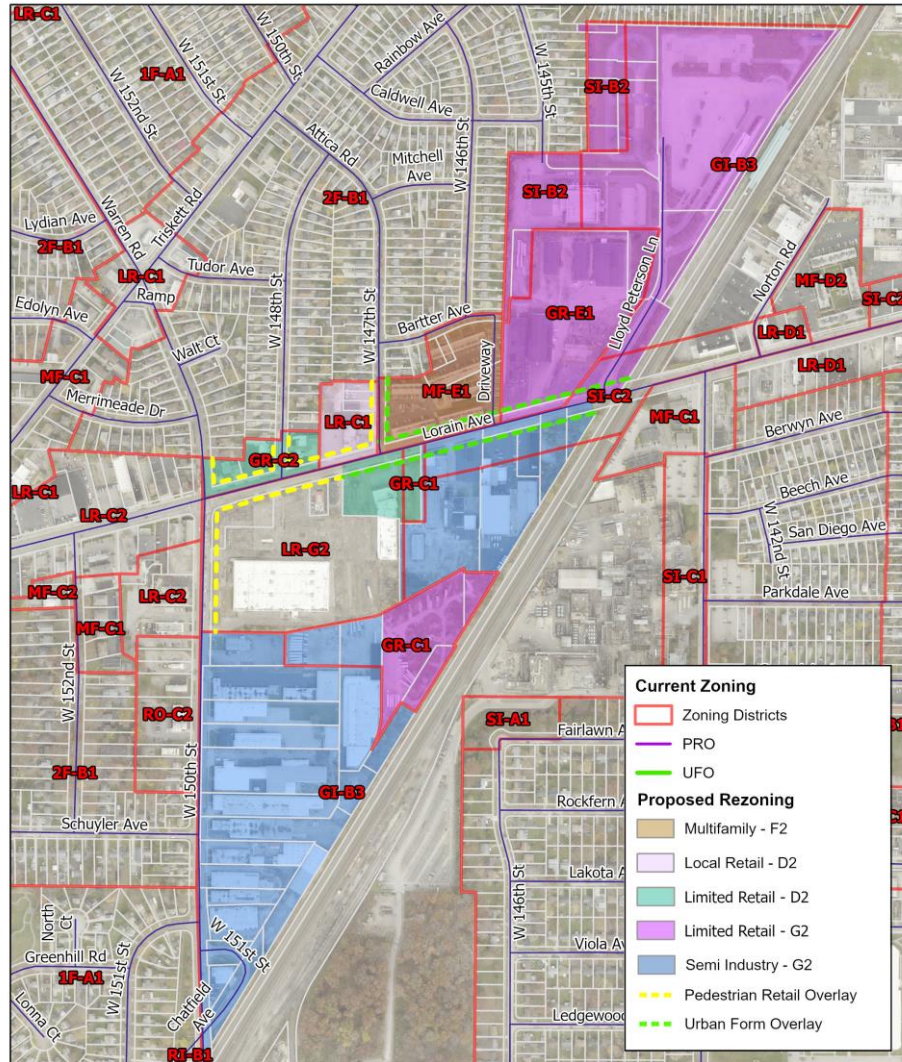 LR-C1
W 150th St
Rainbow Ave
W 151st St
1F-A1
W 152nd St
Caldwell Ave
W 145th St
SI-B2
Attica Rd
Mitchell
Ave
W 146th St
GI-B3
SI-B2
2F-B1
Lydian Ave
2F-B1
Warren Rd
Triskett Rd
LR-C1
Tudor Ave
Ramp
Edolyn Ave
W 148th St
W 147th St
Bartter Ave
GR-E1
Lloyd Peterson Ln
Norton Rd
MF-D2
SI-C2
LR-D1
LR-D1
Walt Ct
MF-C1
Merrimeade Dr
MF-E1
Driveway
SI-C2
LR-C1
Lorain Ave
MF-C1
GR-C2
Berwyn Ave
GR-C1
LR-C1
LR-C2
Beech Ave
San Diego Ave
W 142nd St
LR-G2
SI-C1
Parkdale Ave
MF-C2
LR-C2
MF-C1
GR-C1
W 152nd St
RO-C2
SI-A1
Fairlawn A
2F-B1
W 150th St
GI-B3
Rockfern A
Schuyler Ave
Lakota A
W 146th St
North
Ct
W 151st St
W 151st St
Greenhill Rd
1F-A1
Viola Av
Chatfield
Ave
Lonna Ct
Ledgewood
RI-B1
Current Zoning
Zoning Districts
PRO
UFO
Proposed Rezoning
Multifamily - F2
Local Retail - D2
Limited Retail - D2
Limited Retail - G2
Semi Industry - G2
Pedestrian Retail Overlay
Urban Form Overlay